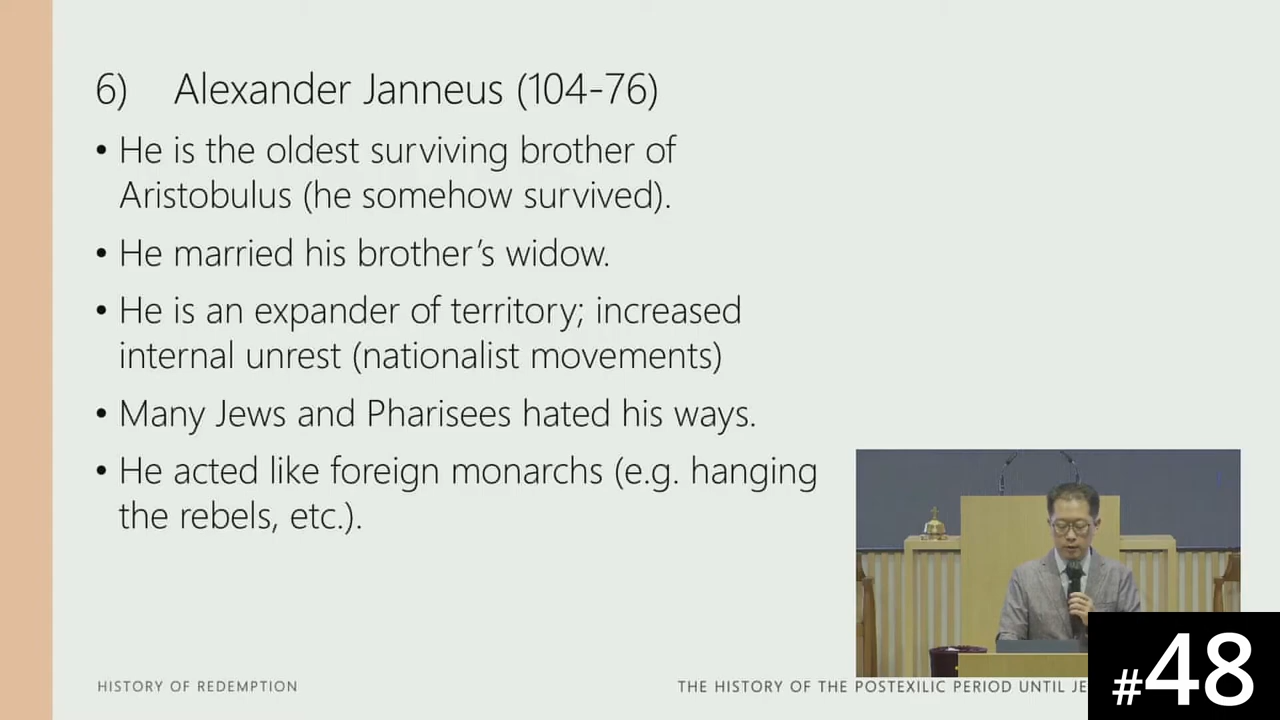 6) Alexander Janneus (104-76)
• He is the oldest surviving brother of
Aristobulus (he somehow survived).
• He married his brother’s widow.
• He is an expander of territory; increased
internal unrest (nationalist movements)
• Many Jews and Pharisees hated his ways.
• He acted like foreign monarchs (e.g. hanging
the rebels, etc.).
HISTORY OF REDEMPTION
THE HISTORY OF THE POSTEXILIC PERIOD UNTIL
#48